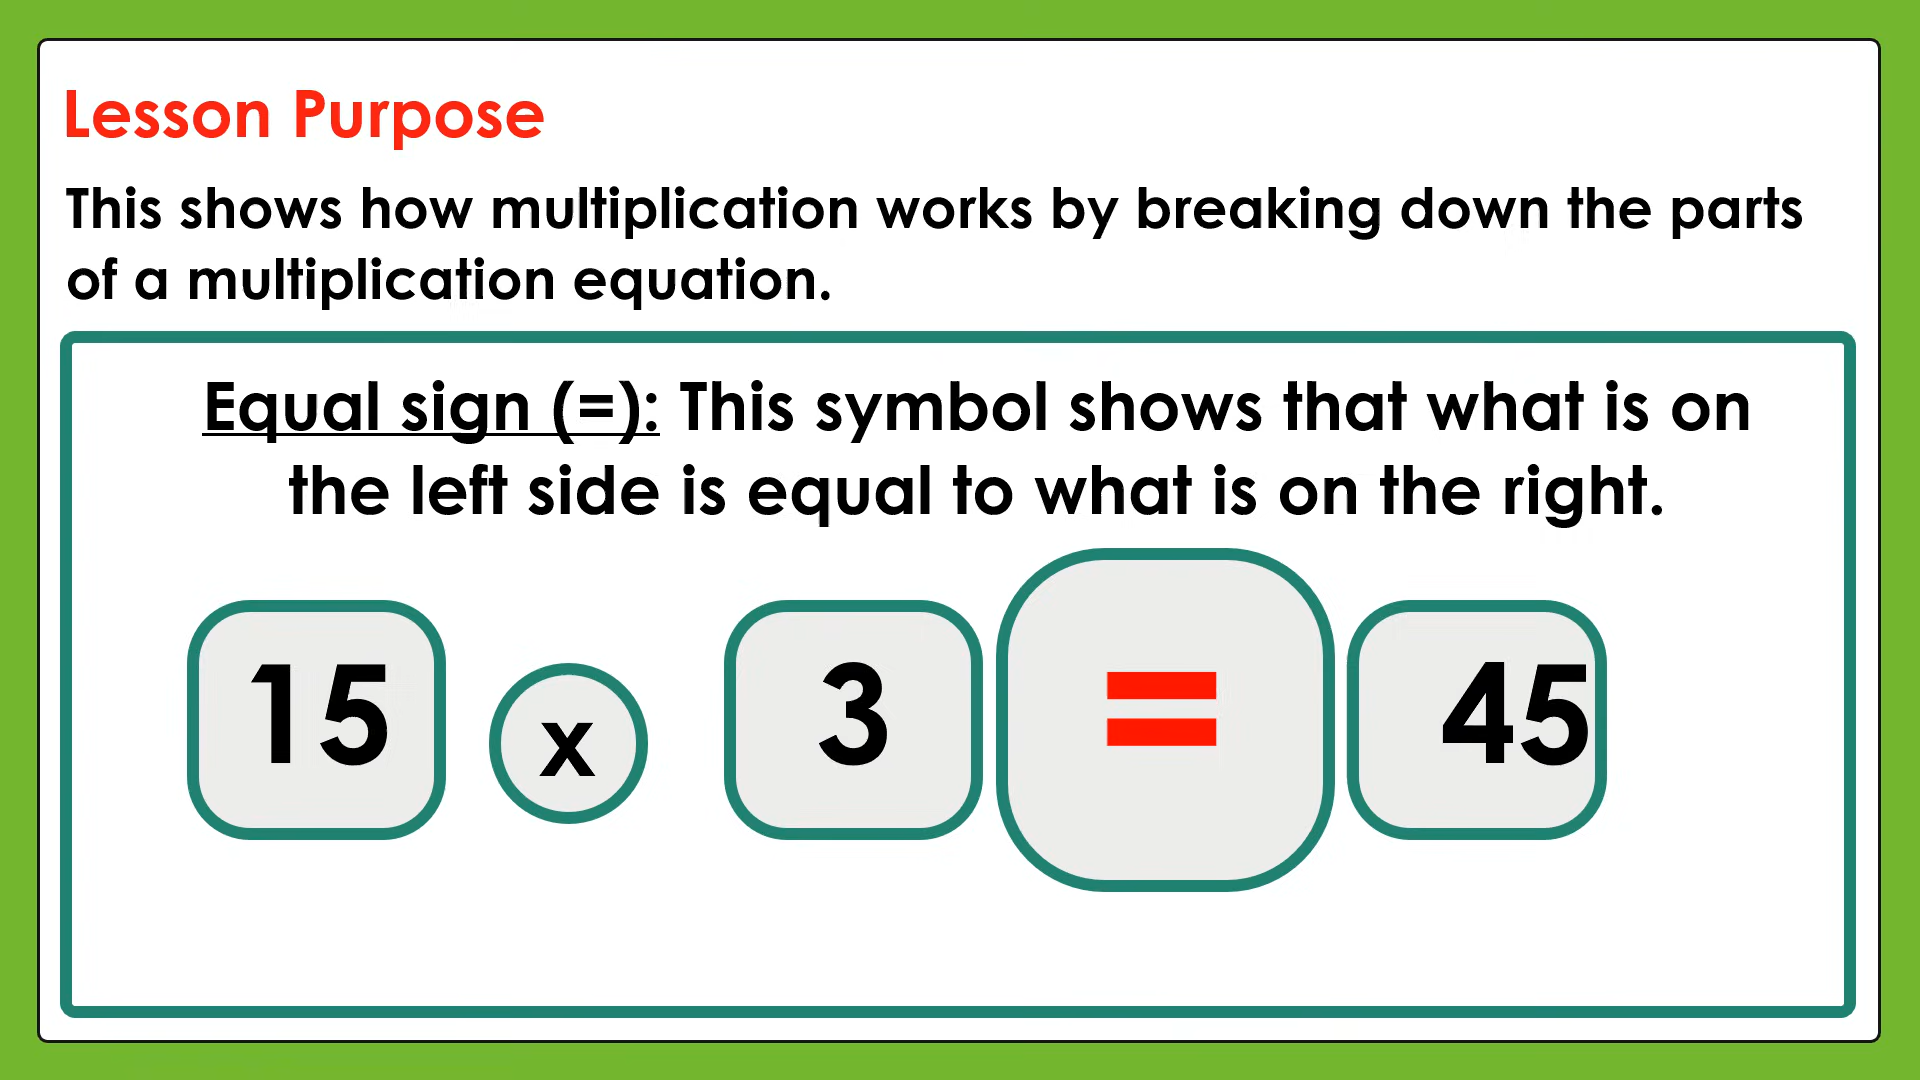 Lesson Purpose
This shows how multiplication works by breaking down the parts
of a multiplication equation.
Equal sign (=): This symbol shows that what is on
the left side is equal to what is on the right.
15 x 3 = 45